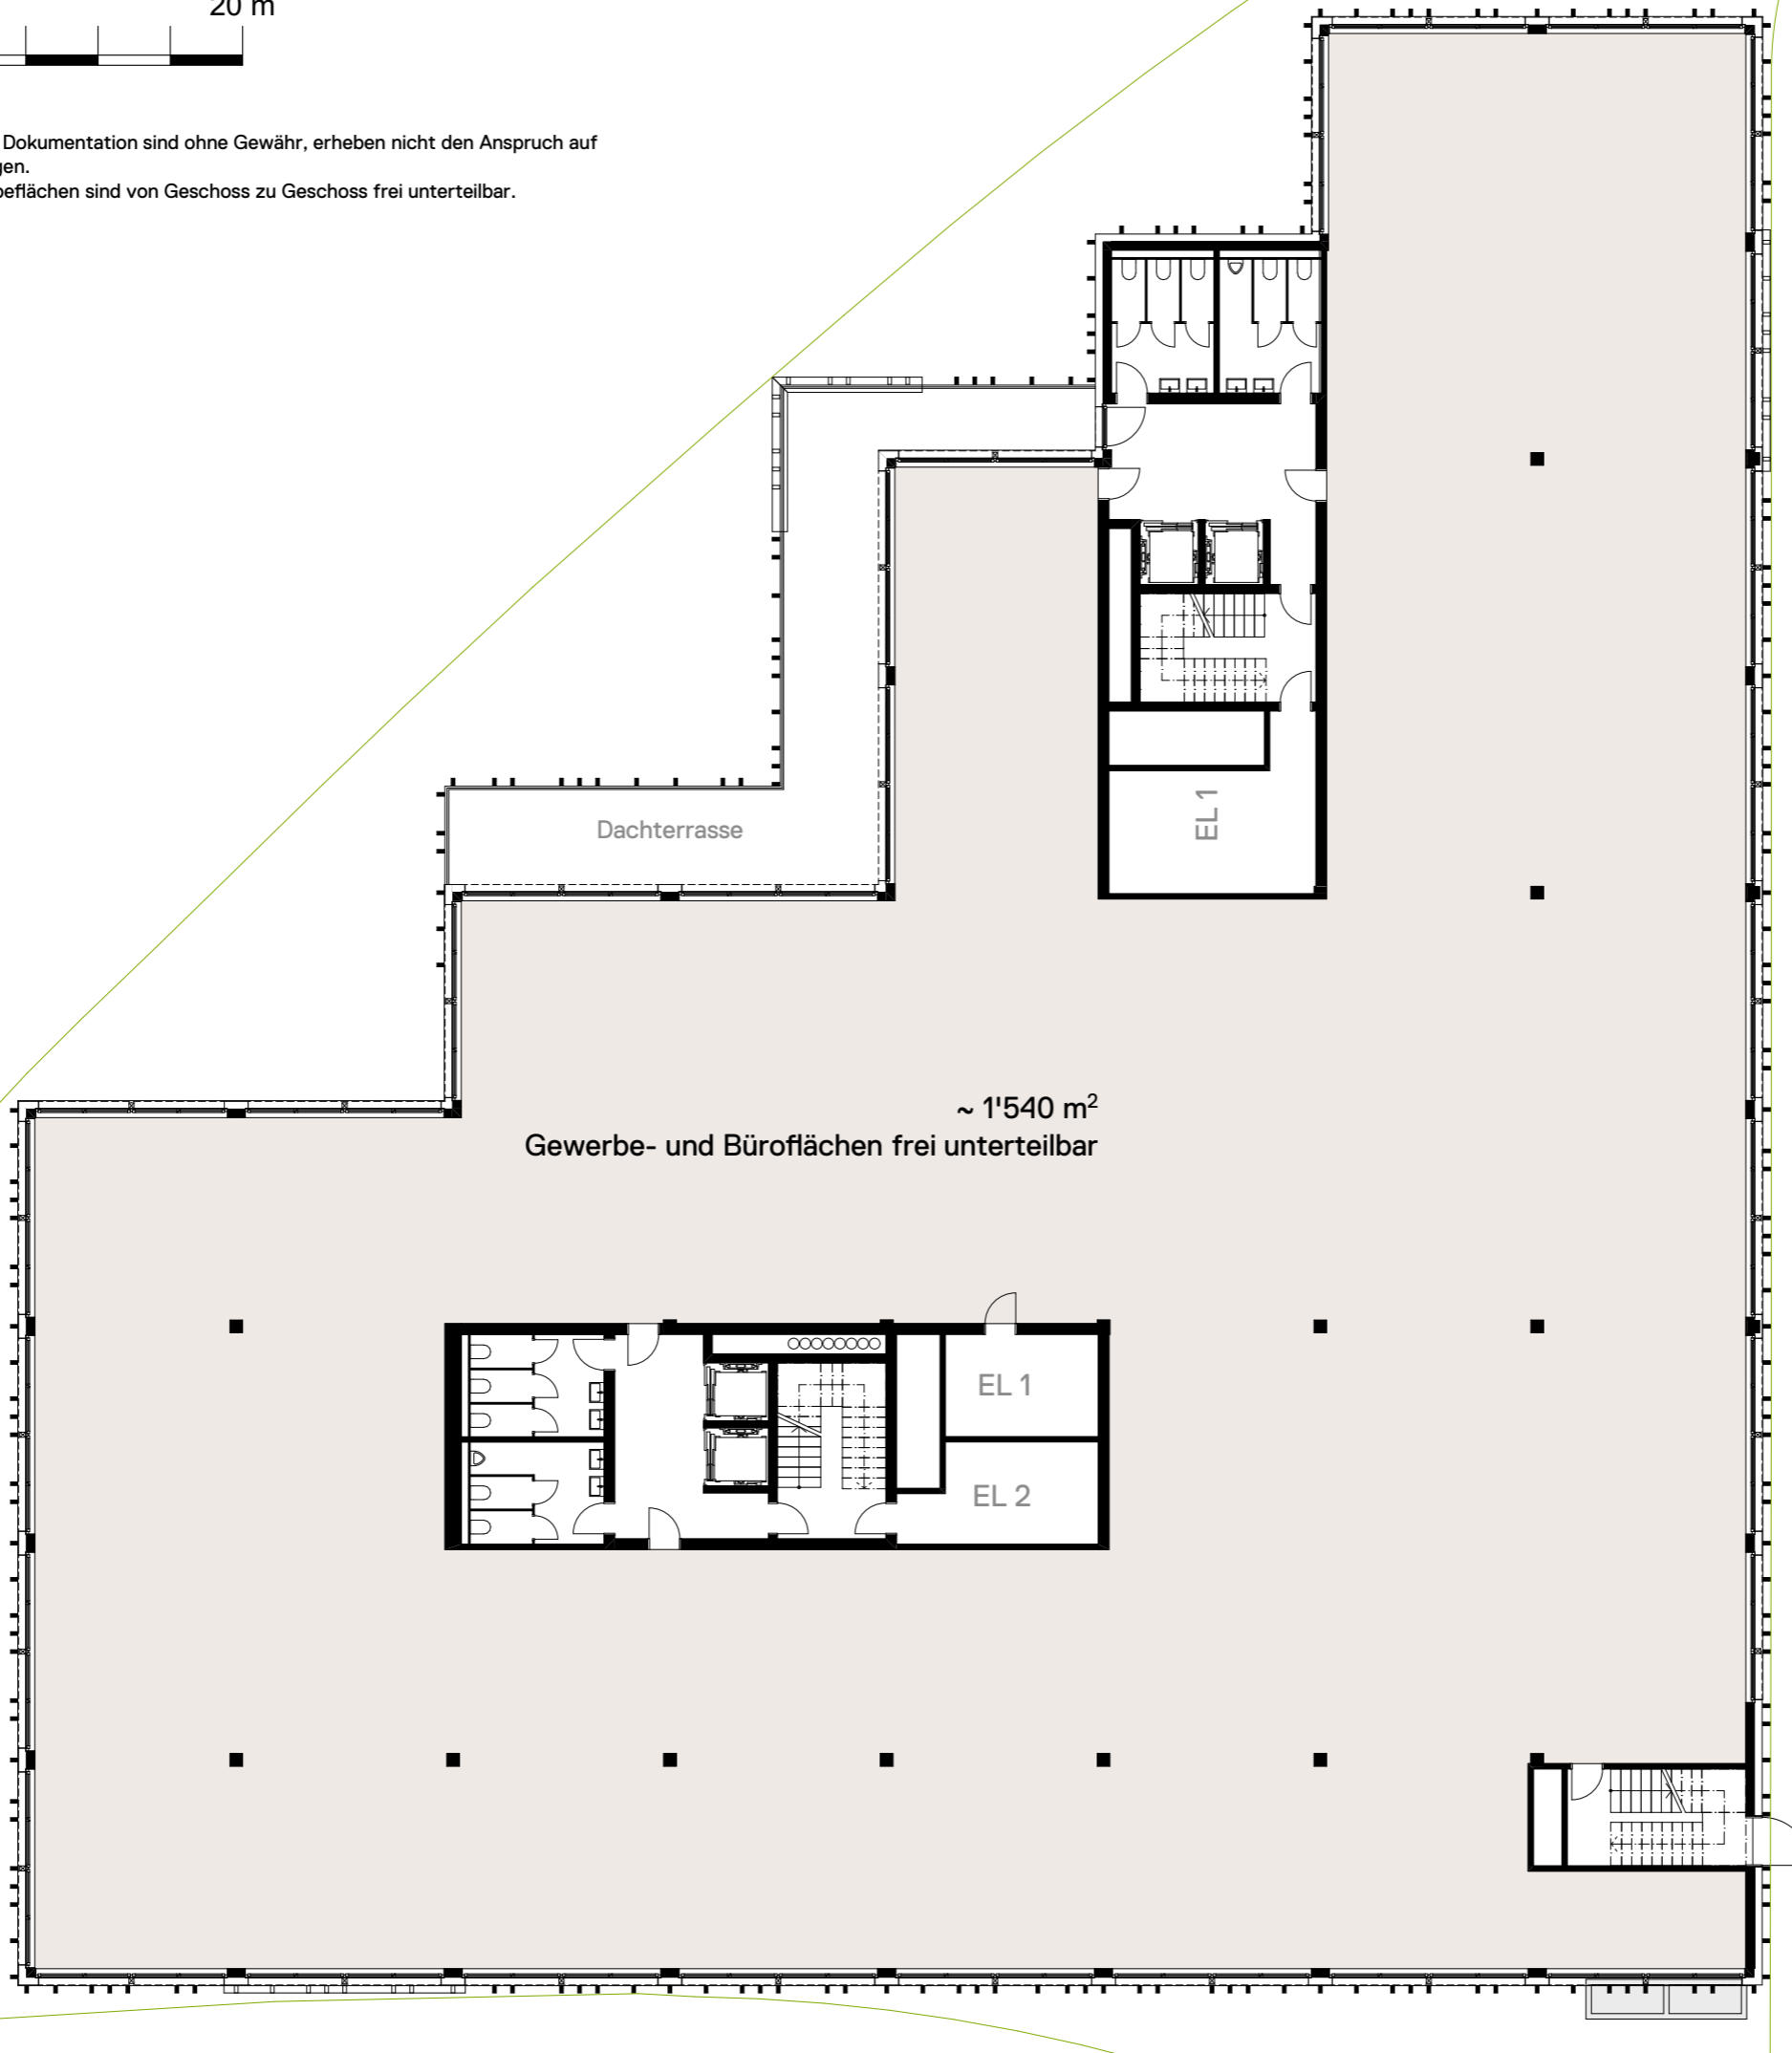 20 m
Dokumentation sind ohne Gewähr, erheben nicht den Anspruch auf
gen.
beflächen sind von Geschoss zu Geschoss frei unterteilbar.
EL 1
Dachterrasse
~ 1'540 m²
Gewerbe- und Büroflächen frei unterteilbar
EL 1
EL 2